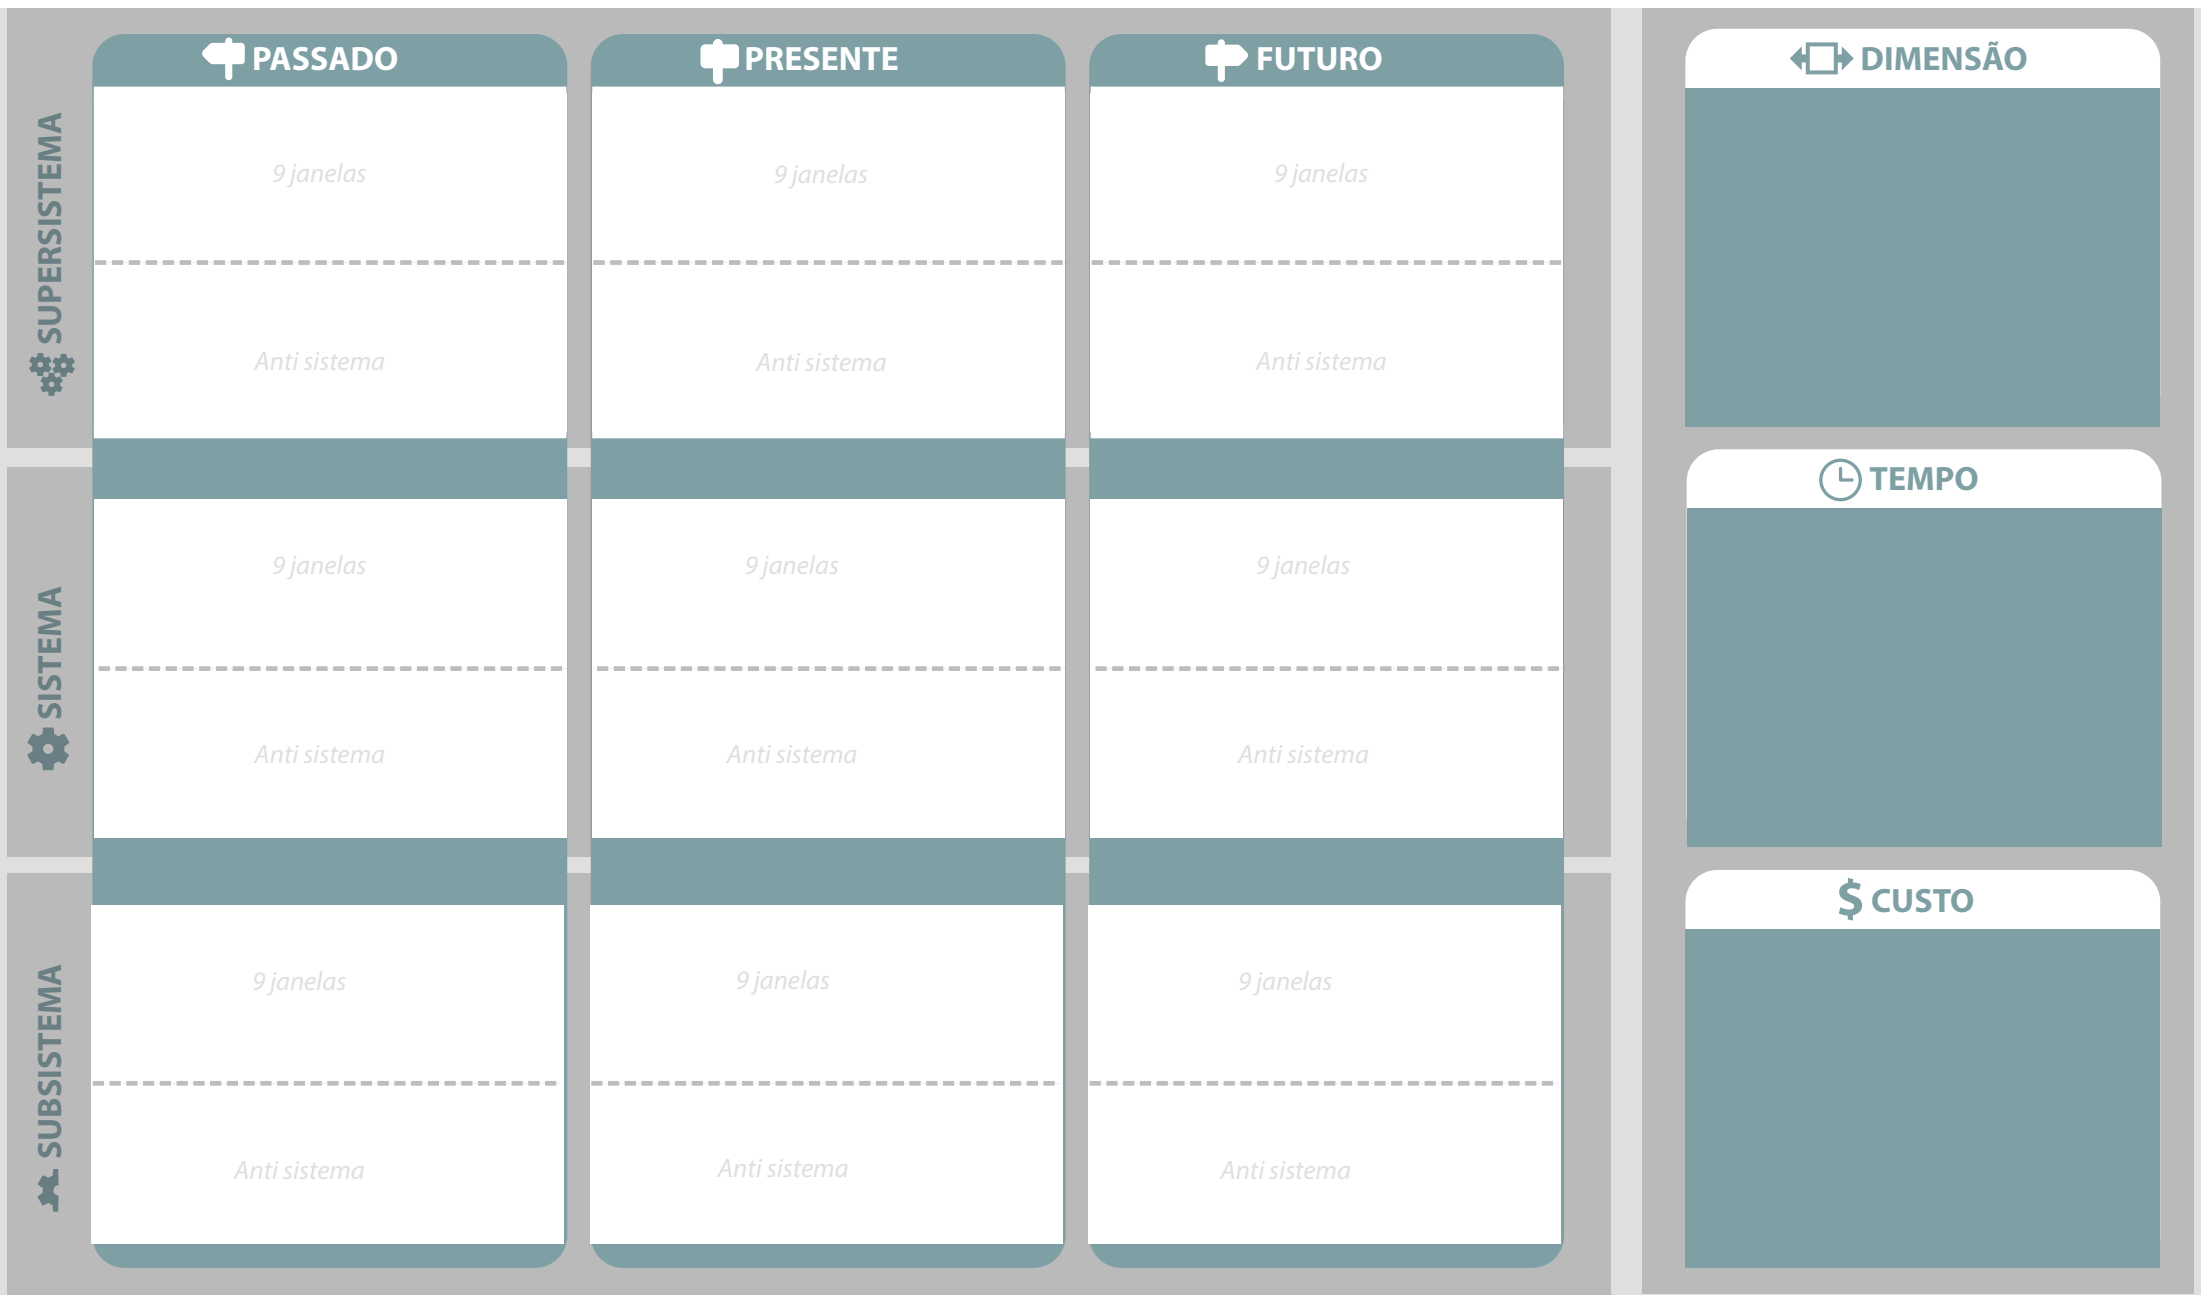 PASSADO
PRESENTE
FUTURO
DIMENSÃO
SUPERSISTEMA
9 janelas
9 janelas
9 janelas
Anti sistema
Anti sistema
Anti sistema
TEMPO
SISTEMA
9 janelas
9 janelas
9 janelas
Anti sistema
Anti sistema
Anti sistema
$ CUSTO
SUBSISTEMA
9 janelas
9 janelas
9 janelas
Anti sistema
Anti sistema
Anti sistema